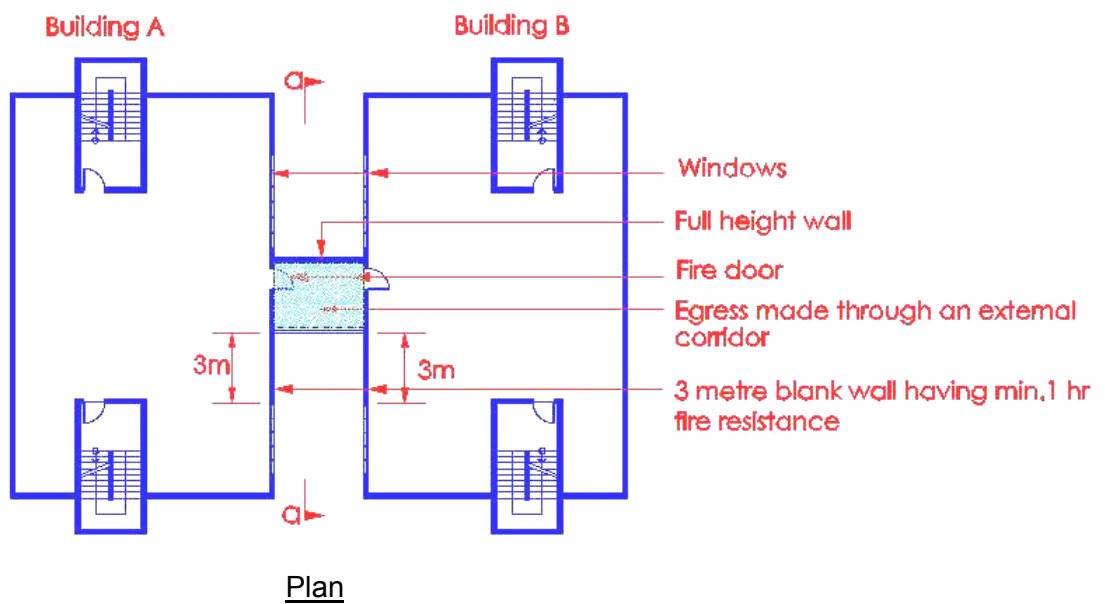 Building A
Building B
a
Windows
Full height wall
Fire door
Egress made through an external
corridor
3m
3m
3 metre blank wall having min.1 hr
fire resistance
a
Plan